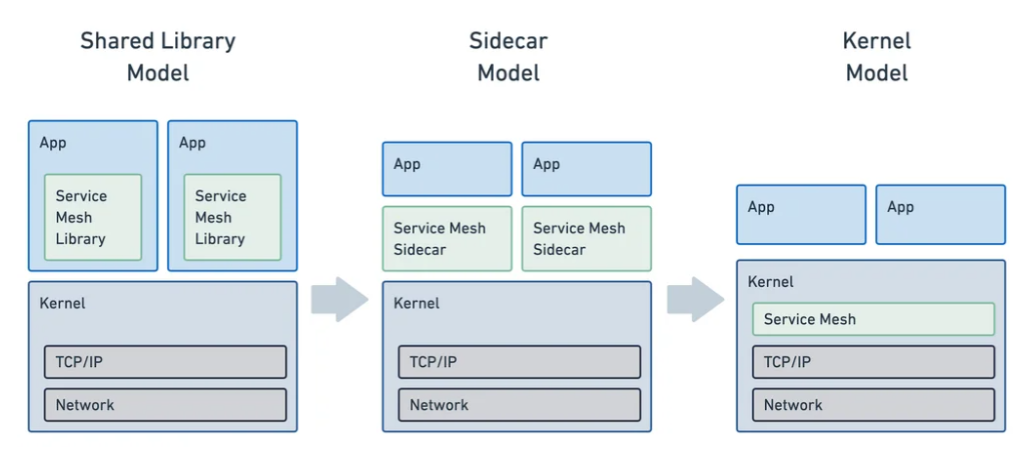 Shared Library
Model
App
Service
Mesh
Library
App
Service
Mesh
Library
Kernel
TCP/IP
Network
Sidecar
Model
App
App
Service Mesh
Sidecar
Service Mesh
Sidecar
Kernel
TCP/IP
Network
Kernel
Model
App
App
Kernel
Service Mesh
TCP/IP
Network